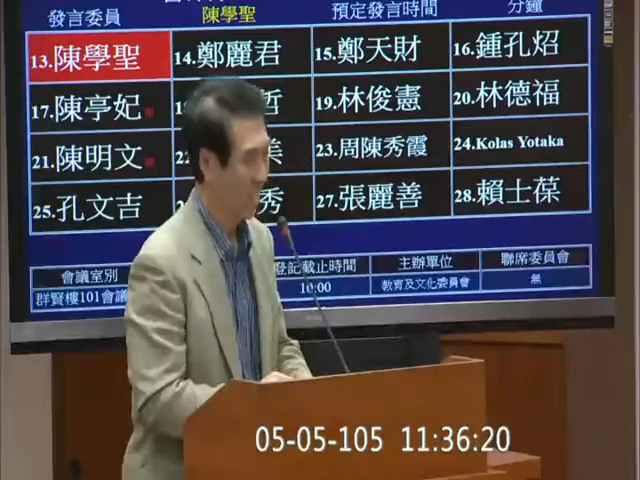 發言委員 陳學聖 預定發言時間 分鐘
13.陳學聖 14.鄭麗君 15.鄭天財 16.鍾孔炤
17.陳亭妃 哲 19.林俊憲 20.林德福
21.陳明文 美 23.周陳秀霞 24.Kolas Yotaka
25.孔文吉 秀 27.張麗善 28.賴士葆
會議室別 登記截止時間 主辦單位 聯席委員會
群賢樓101會議 10:00 教育及文化委員會 無
05-05-105 11:36:20